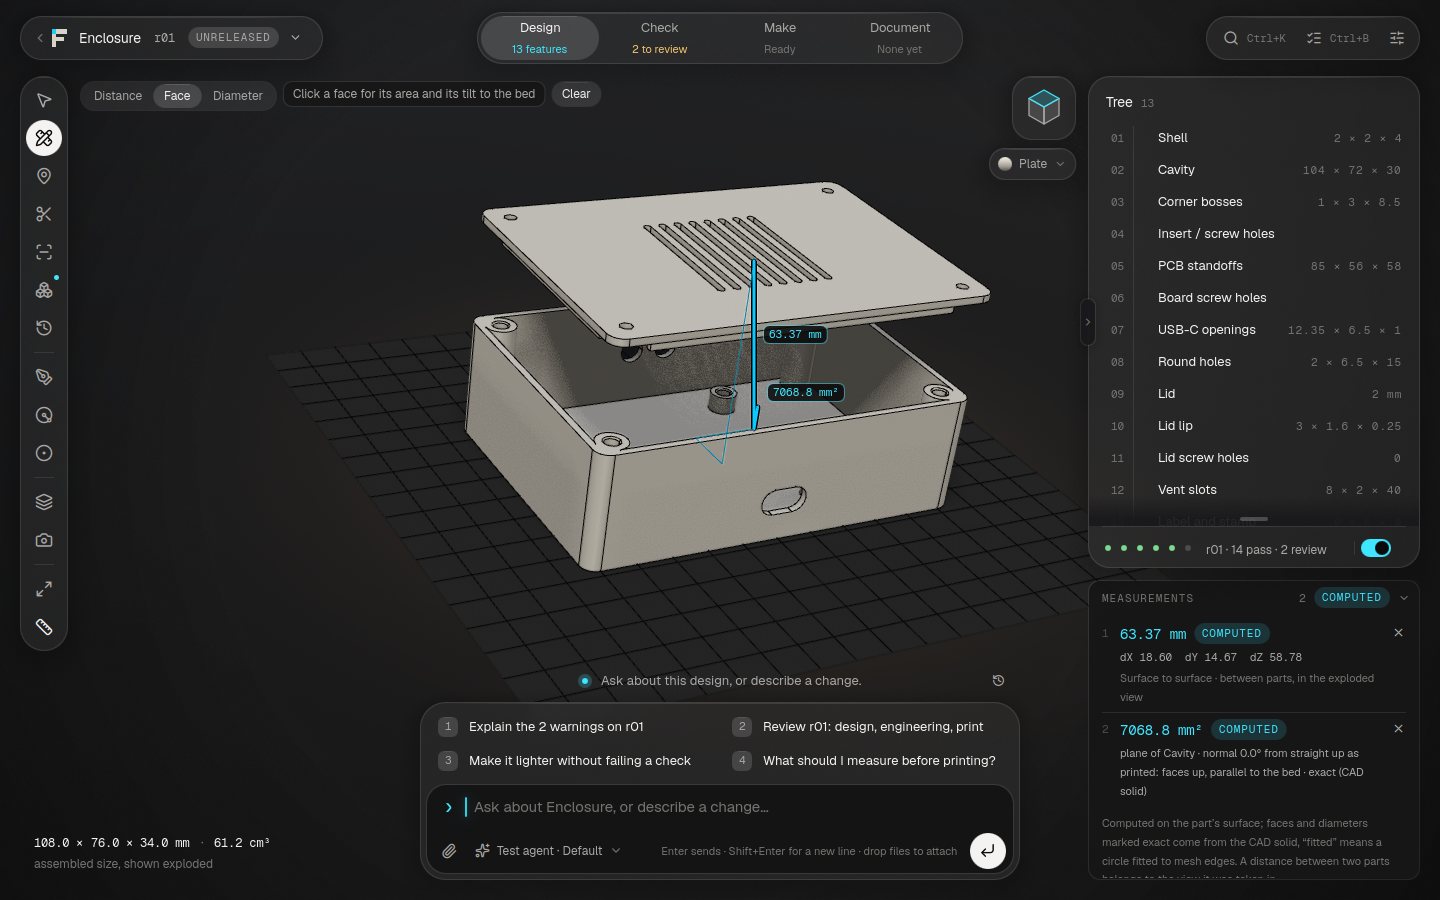 Enclosure r01 UNRELEASED
Design
13 features
Check
2 to review
Make
Ready
Document
None yet
Ctrl+K
Ctrl+B
Distance Face Diameter
Click a face for its area and its tilt to the bed
Clear
Plate
Tree 13
01 Shell 2 × 2 × 4
02 Cavity 104 × 72 × 30
03 Corner bosses 1 × 3 × 8.5
04 Insert / screw holes
05 PCB standoffs 85 × 56 × 58
06 Board screw holes
07 USB-C openings 12.35 × 6.5 × 1
08 Round holes 2 × 6.5 × 15
09 Lid 2 mm
10 Lid lip 3 × 1.6 × 0.25
11 Lid screw holes 0
12 Vent slots 8 × 2 × 40
r01 · 14 pass · 2 review
63.37 mm
7068.8 mm²
MEASUREMENTS 2 COMPUTED
1 63.37 mm COMPUTED
dX 18.60 dY 14.67 dZ 58.78
Surface to surface · between parts, in the exploded
view
2 7068.8 mm² COMPUTED
plane of Cavity · normal 0.0° from straight up as
printed: faces up, parallel to the bed · exact (CAD
solid)
Computed on the part's surface; faces and diameters
marked exact come from the CAD solid, “fitted” means a
circle fitted to mesh edges. A distance between two parts
belongs to the view it was taken in.
Ask about this design, or describe a change.
1 Explain the 2 warnings on r01
2 Review r01: design, engineering, print
3 Make it lighter without failing a check
4 What should I measure before printing?
Ask about Enclosure, or describe a change…
Test agent · Default
Enter sends · Shift+Enter for a new line · drop files to attach
108.0 × 76.0 × 34.0 mm · 61.2 cm³
assembled size, shown exploded